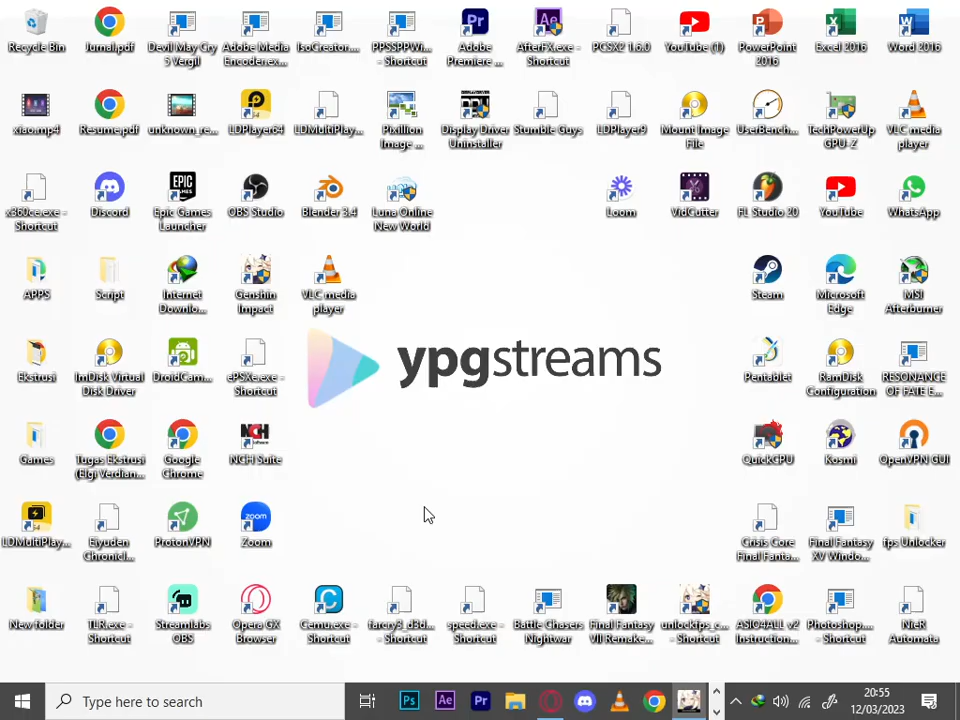 Recycle Bin
Jurnal.pdf
Devil May Cry
5 Vergil
Adobe Media
Encoder.ex...
IsoCreator....
PPSSPPWi...
- Shortcut
Adobe
Premiere ...
AfterFX.exe -
Shortcut
PCSX2 1.6.0
YouTube (1)
PowerPoint
2016
Excel 2016
Word 2016
xiao.mp4
Resume.pdf
unknown_re...
LDPlayer64
LDMultiPlay...
Pixillion
Image ...
Display Driver
Uninstaller
Stumble Guys
LDPlayer9
Mount Image
File
UserBench...
TechPowerUp
GPU-Z
VLC media
player
x360ce.exe -
Shortcut
Discord
Epic Games
Launcher
OBS Studio
Blender 3.4
Luna Online
New World
Loom
VidCutter
FL Studio 20
YouTube
WhatsApp
APPS
Script
Internet
Downlo...
Genshin
Impact
VLC media
player
Steam
Microsoft
Edge
MSI
Afterburner
ypgstreams
Ekstrusi
ImDisk Virtual
Disk Driver
DroidCam...
ePSXe.exe -
Shortcut
Pentablet
RamDisk
Configuration
RESONANCE
OF FATE E...
Games
Tugas Ekstrusi
(Elgi Verdian...
Google
Chrome
NCH Suite
QuickCPU
Kosmi
OpenVPN GUI
LDMultiPlay...
Eiyuden
Chronicl...
ProtonVPN
zoom
Zoom
Crisis Core
Final Fanta...
Final Fantasy
XV Windo...
fps Unlocker
New folder
TLR.exe -
Shortcut
Streamlabs
OBS
Opera GX
Browser
Cemu.exe -
Shortcut
farcry3_d3d...
- Shortcut
speed.exe -
Shortcut
Battle Chasers
Nightwar
Final Fantasy
VII Remake...
unlockfps_c...
- Shortcut
ASIO4ALL v2
Instruction...
Photoshop....
- Shortcut
NieR
Automata
Type here to search
Ps
Ae
Pr
20:55
12/03/2023